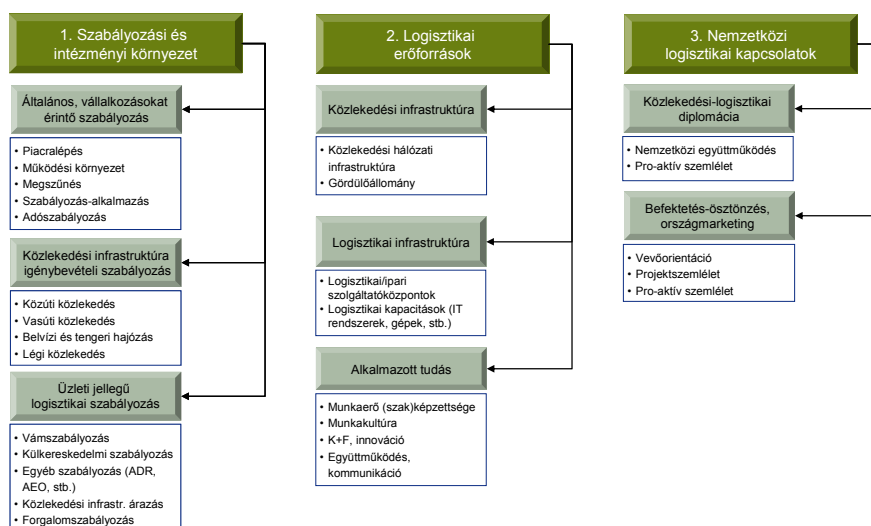 1. Szabályozási és
intézményi környezet
Általános, vállalkozásokat
érintő szabályozás
• Piacralépés
• Működési környezet
• Megszűnés
• Szabályozás-alkalmazás
• Adószabályozás
Közlekedési infrastruktúra
igénybevételi szabályozás
• Közúti közlekedés
• Vasúti közlekedés
• Belvízi és tengeri hajózás
• Légi közlekedés
Üzleti jellegű
logisztikai szabályozás
• Vámszabályozás
• Külkereskedelmi szabályozás
• Egyéb szabályozás (ADR,
AEO, stb.)
• Közlekedési infrastr. árazás
• Forgalomszabályozás
2. Logisztikai
erőforrások
Közlekedési infrastruktúra
• Közlekedési hálózati
infrastruktúra
• Gördülőállomány
Logisztikai infrastruktúra
• Logisztikai/ipari
szolgáltatóközpontok
• Logisztikai kapacitások (IT
rendszerek, gépek, stb.)
Alkalmazott tudás
• Munkaerő (szak)képzettsége
• Munkakultúra
• K+F, innováció
• Együttműködés,
kommunikáció
3. Nemzetközi
logisztikai kapcsolatok
Közlekedési-logisztikai
diplomácia
• Nemzetközi együttműködés
• Pro-aktív szemlélet
Befektetés-ösztönzés,
országmarketing
• Vevőorientáció
• Projektszemlélet
• Pro-aktív szemlélet